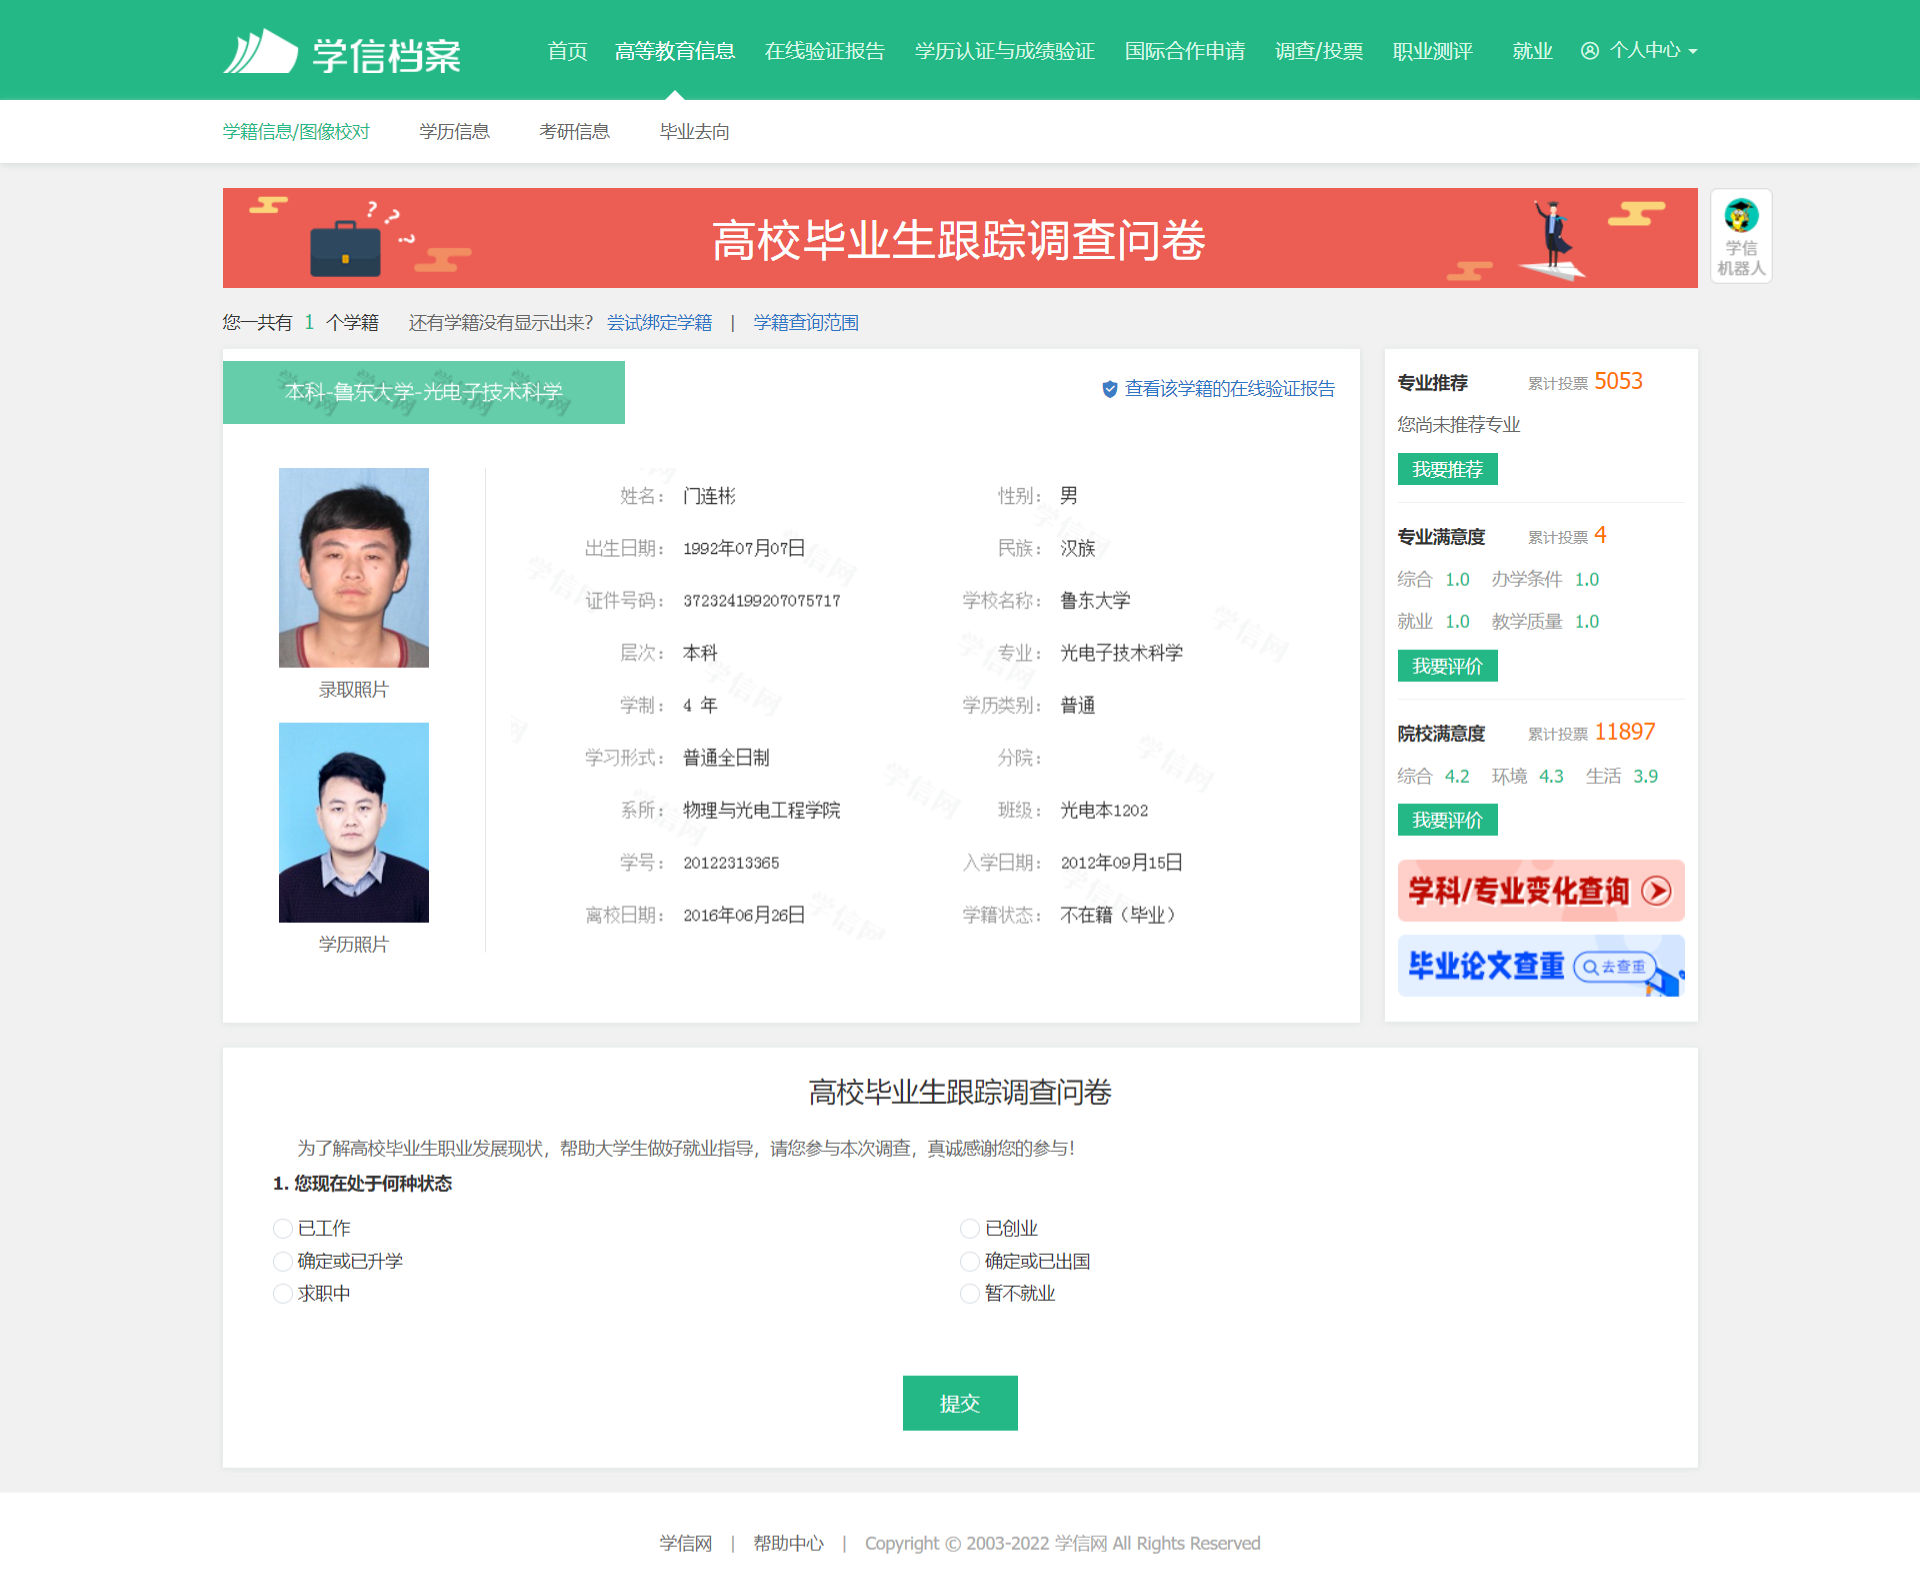 学信档案
首页 高等教育信息 在线验证报告 学历认证与成绩验证 国际合作申请 调查/投票 职业测评 就业 个人中心
学籍信息/图像校对 学历信息 考研信息 毕业去向
高校毕业生跟踪调查问卷
学信
机器人
您一共有 1 个学籍 还有学籍没有显示出来? 尝试绑定学籍 | 学籍查询范围
本科-鲁东大学-光电子技术科学
查看该学籍的在线验证报告
录取照片
学历照片
姓名： 门连彬 性别： 男
出生日期： 1992年07月07日 民族： 汉族
证件号码： 372324199207075717 学校名称： 鲁东大学
层次： 本科 专业： 光电子技术科学
学制： 4 年 学历类别： 普通
学习形式： 普通全日制 分院：
系所： 物理与光电工程学院 班级： 光电本1202
学号： 20122313365 入学日期： 2012年09月15日
离校日期： 2016年06月26日 学籍状态： 不在籍（毕业）
专业推荐 累计投票 5053
您尚未推荐专业
我要推荐
专业满意度 累计投票 4
综合 1.0 办学条件 1.0
就业 1.0 教学质量 1.0
我要评价
院校满意度 累计投票 11897
综合 4.2 环境 4.3 生活 3.9
我要评价
学科/专业变化查询
毕业论文查重 去查重
高校毕业生跟踪调查问卷
为了解高校毕业生职业发展现状，帮助大学生做好就业指导，请您参与本次调查，真诚感谢您的参与！
1. 您现在处于何种状态
已工作 已创业
确定或已升学 确定或已出国
求职中 暂不就业
提交
学信网 | 帮助中心 | Copyright © 2003-2022 学信网 All Rights Reserved